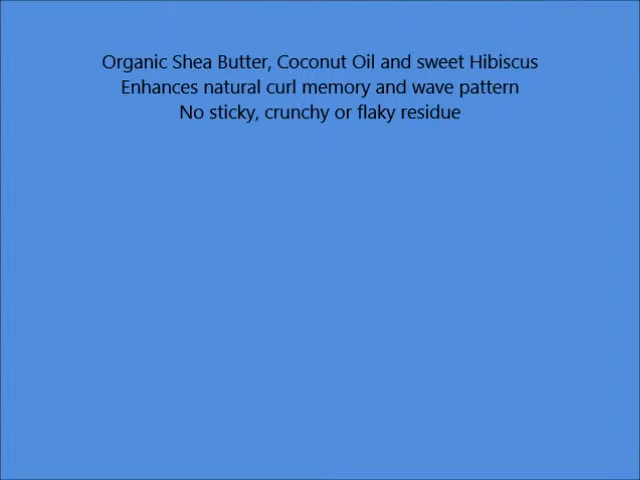 Organic Shea Butter, Coconut Oil and sweet Hibiscus
Enhances natural curl memory and wave pattern
No sticky, crunchy or flaky residue